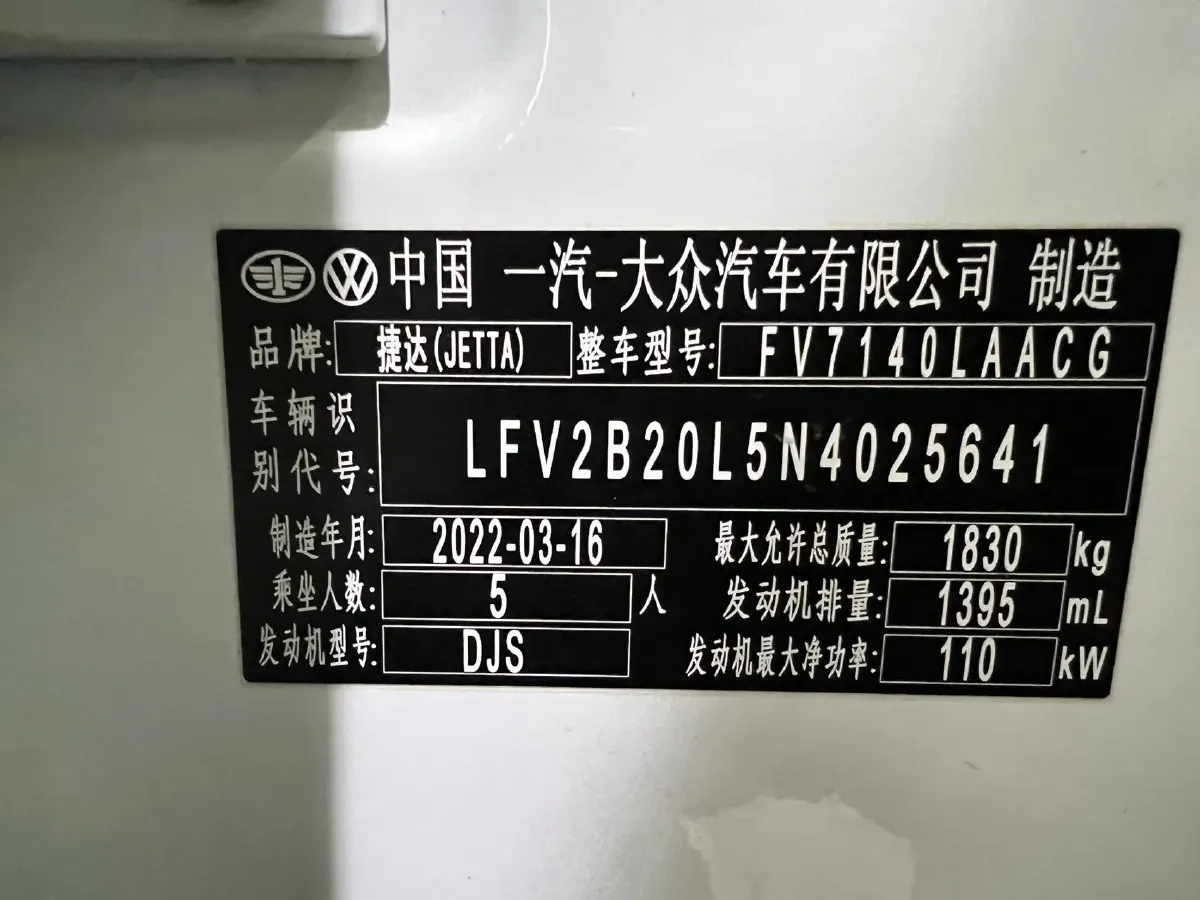 中国 一汽-大众汽车有限公司 制造
品牌: 捷达(JETTA) 整车型号: FV7140LAACG
车辆识别代号: LFV2B20L5N4025641
制造年月: 2022-03-16 最大允许总质量: 1830 kg
乘坐人数: 5 人 发动机排量: 1395 mL
发动机型号: DJS 发动机最大净功率: 110 kW